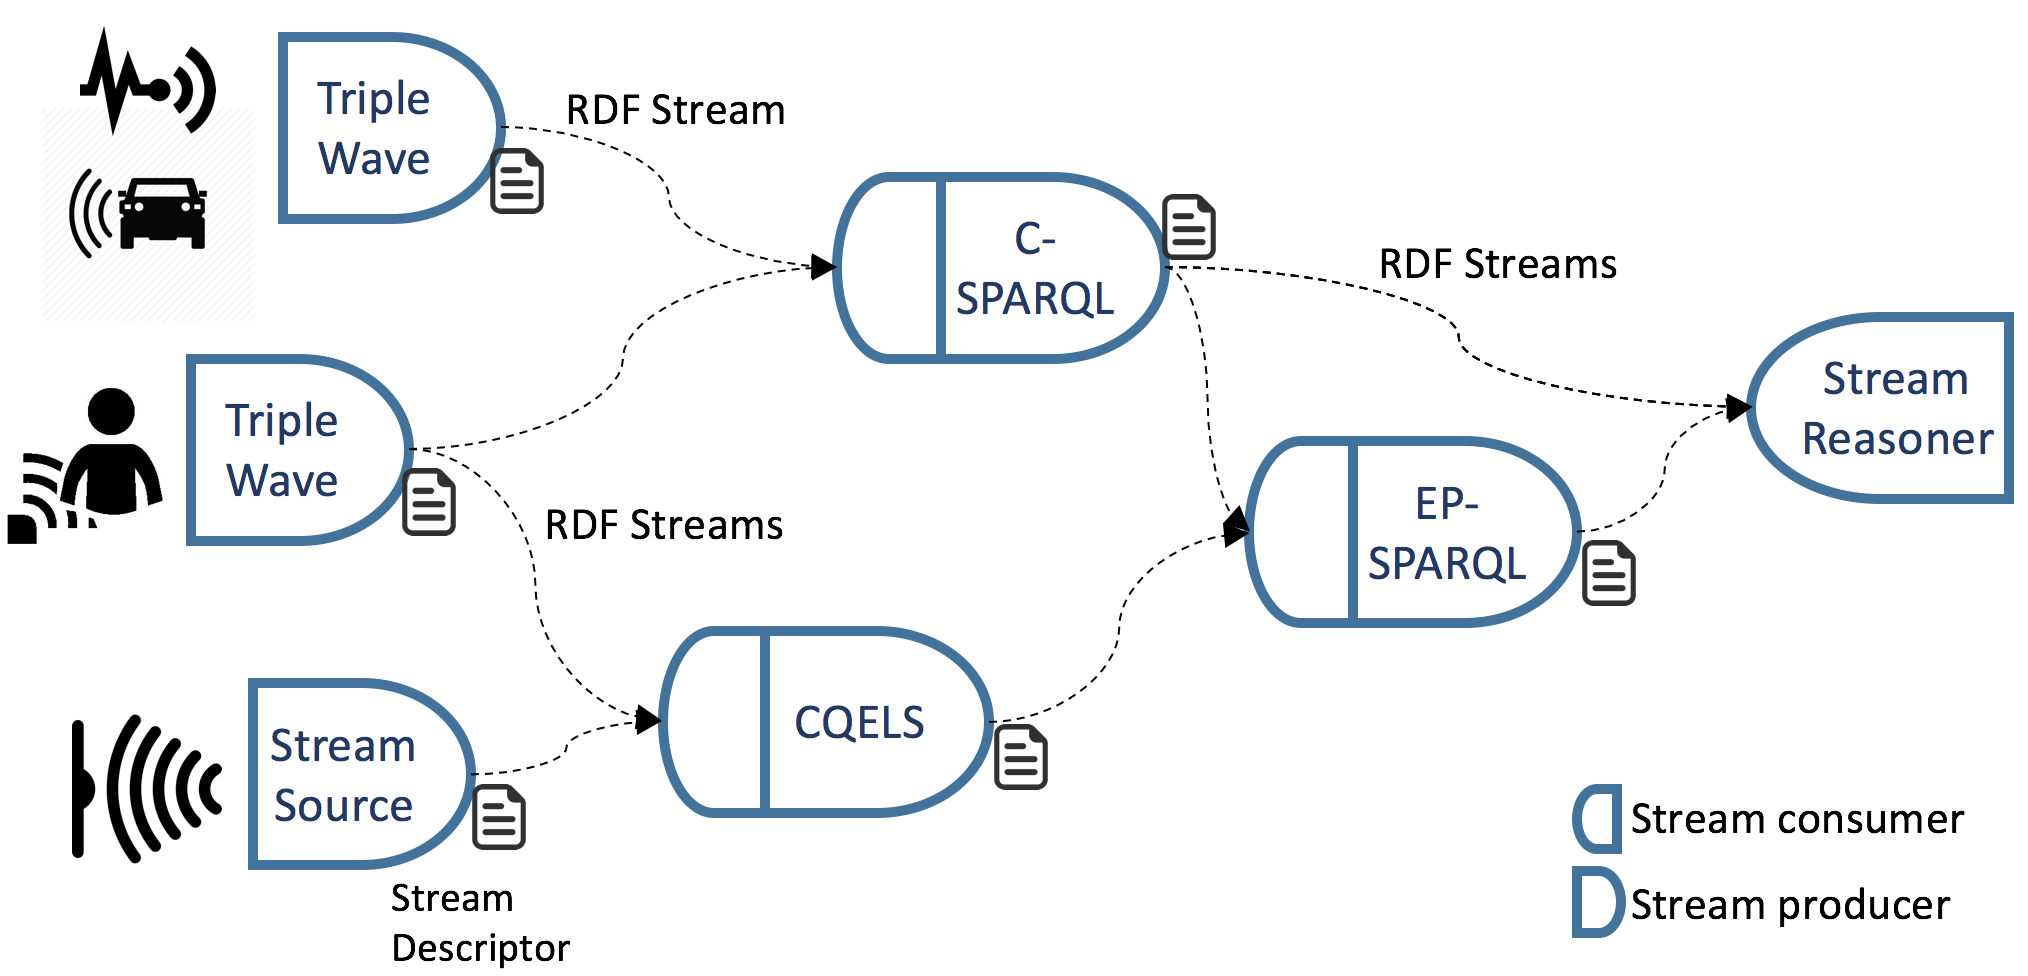 Triple
Wave
RDF Stream
C-
SPARQL
RDF Streams
Stream
Reasoner
Triple
Wave
RDF Streams
EP-
SPARQL
CQELS
Stream
Source
Stream
Descriptor
Stream consumer
Stream producer